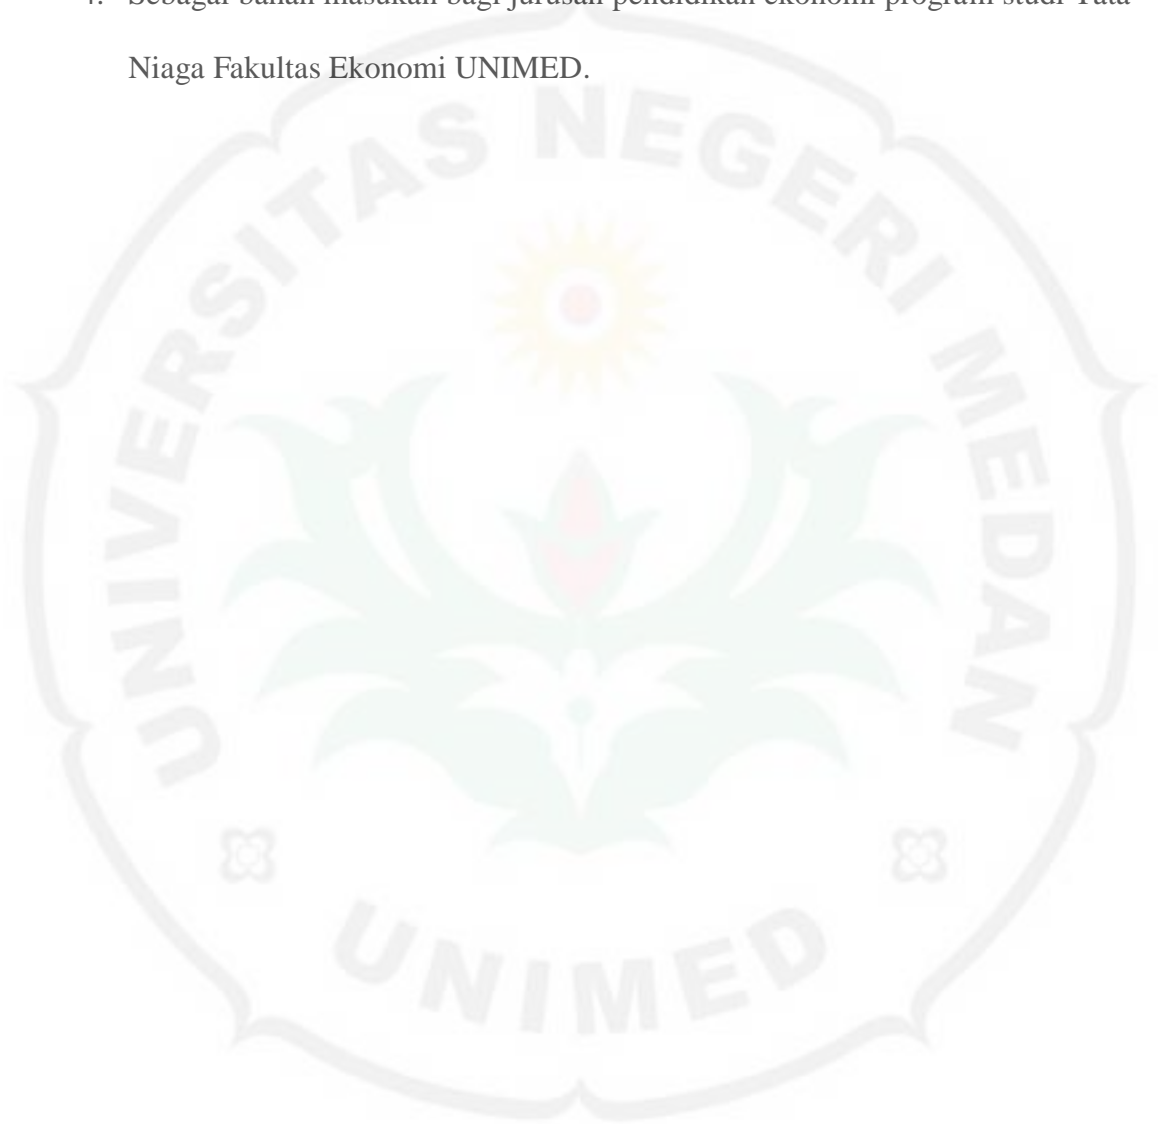 4. Sebagai bahan masukan bagi jurusan pendidikan ekonomi program studi Tata
Niaga Fakultas Ekonomi UNIMED.
UNIVERSITAS NEGERI MEDAN
UNIMED